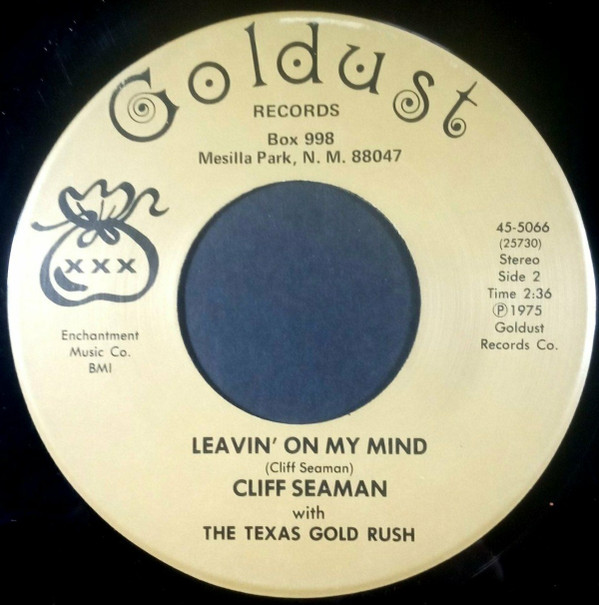 Goldust
RECORDS
Box 998
Mesilla Park, N. M. 88047
XXX
Enchantment
Music Co.
BMI
45-5066
(25730)
Stereo
Side 2
Time 2:36
Ⓟ1975
Goldust
Records Co.
LEAVIN' ON MY MIND
(Cliff Seaman)
CLIFF SEAMAN
with
THE TEXAS GOLD RUSH